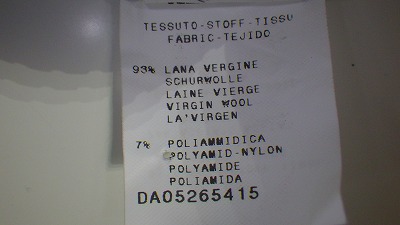 TESSUTO-STOFF-TISSU
FABRIC-TEJIDO
93% LANA VERGINE
SCHURWOLLE
LAINE VIERGE
VIRGIN WOOL
LA'VIRGEN
7% POLIAMMIDICA
POLYAMID-NYLON
POLYAMIDE
POLIAMIDA
DA05265415